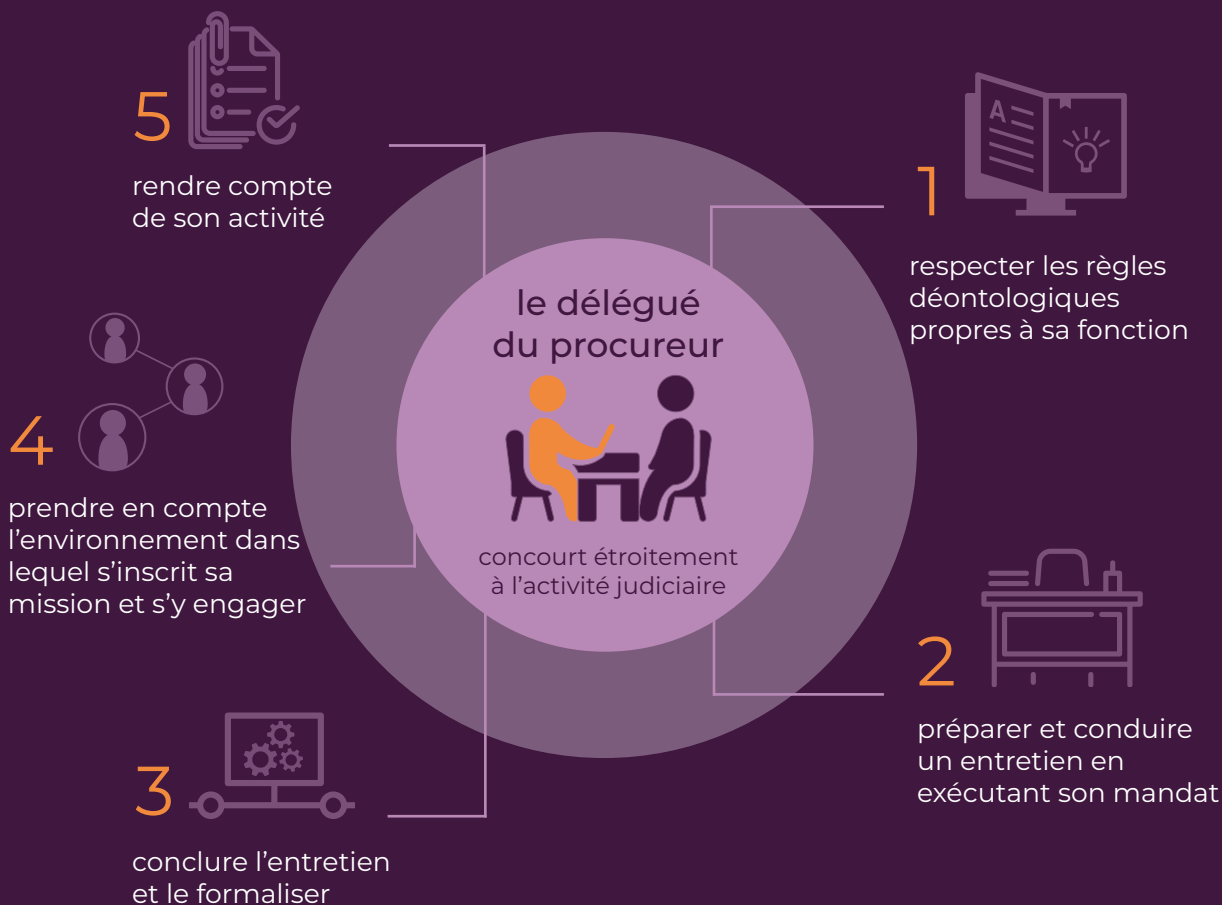 le délégué
du procureur
concourt étroitement
à l'activité judiciaire
1
A
respecter les règles
déontologiques
propres à sa fonction
2
préparer et conduire
un entretien en
exécutant son mandat
3
conclure l'entretien
et le formaliser
4
prendre en compte
l'environnement dans
lequel s'inscrit sa
mission et s'y engager
5
rendre compte
de son activité